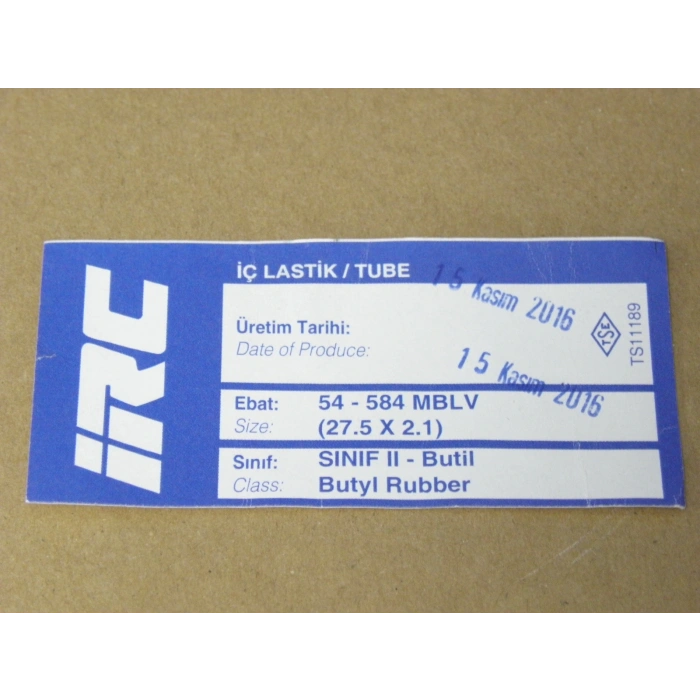 IRC
İÇ LASTİK / TUBE
15 Kasım 2016
Üretim Tarihi:
Date of Produce:
15 Kasım 2016
TSE
TS11189
Ebat: 54 - 584 MBLV
Size: (27.5 X 2.1)
Sınıf: SINIF II - Butil
Class: Butyl Rubber